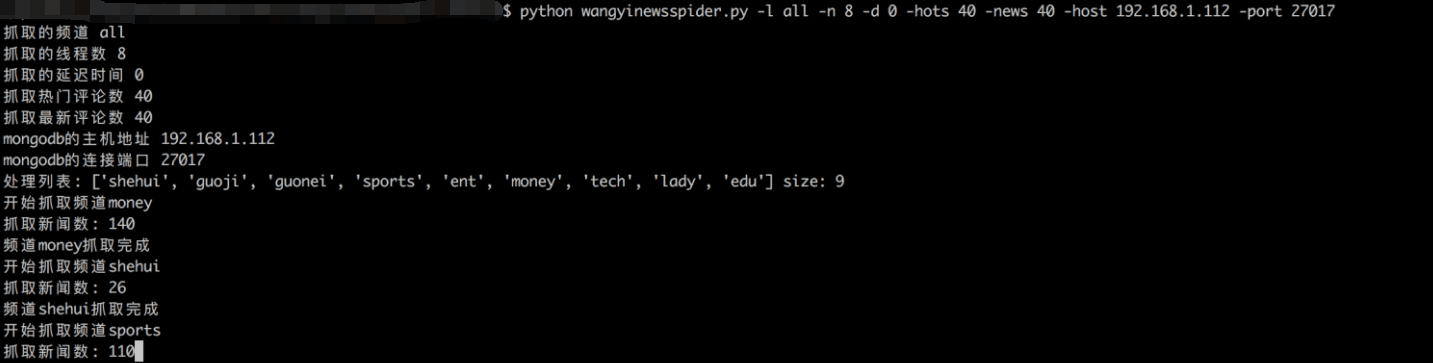 $ python wangyinewsspider.py -l all -n 8 -d 0 -hots 40 -news 40 -host 192.168.1.112 -port 27017
抓取的频道 all
抓取的线程数 8
抓取的延迟时间 0
抓取热门评论数 40
抓取最新评论数 40
mongodb的主机地址 192.168.1.112
mongodb的连接端口 27017
处理列表: ['shehui', 'guoji', 'guonei', 'sports', 'ent', 'money', 'tech', 'lady', 'edu'] size: 9
开始抓取频道money
抓取新闻数: 140
频道money抓取完成
开始抓取频道shehui
抓取新闻数: 26
频道shehui抓取完成
开始抓取频道sports
抓取新闻数: 110